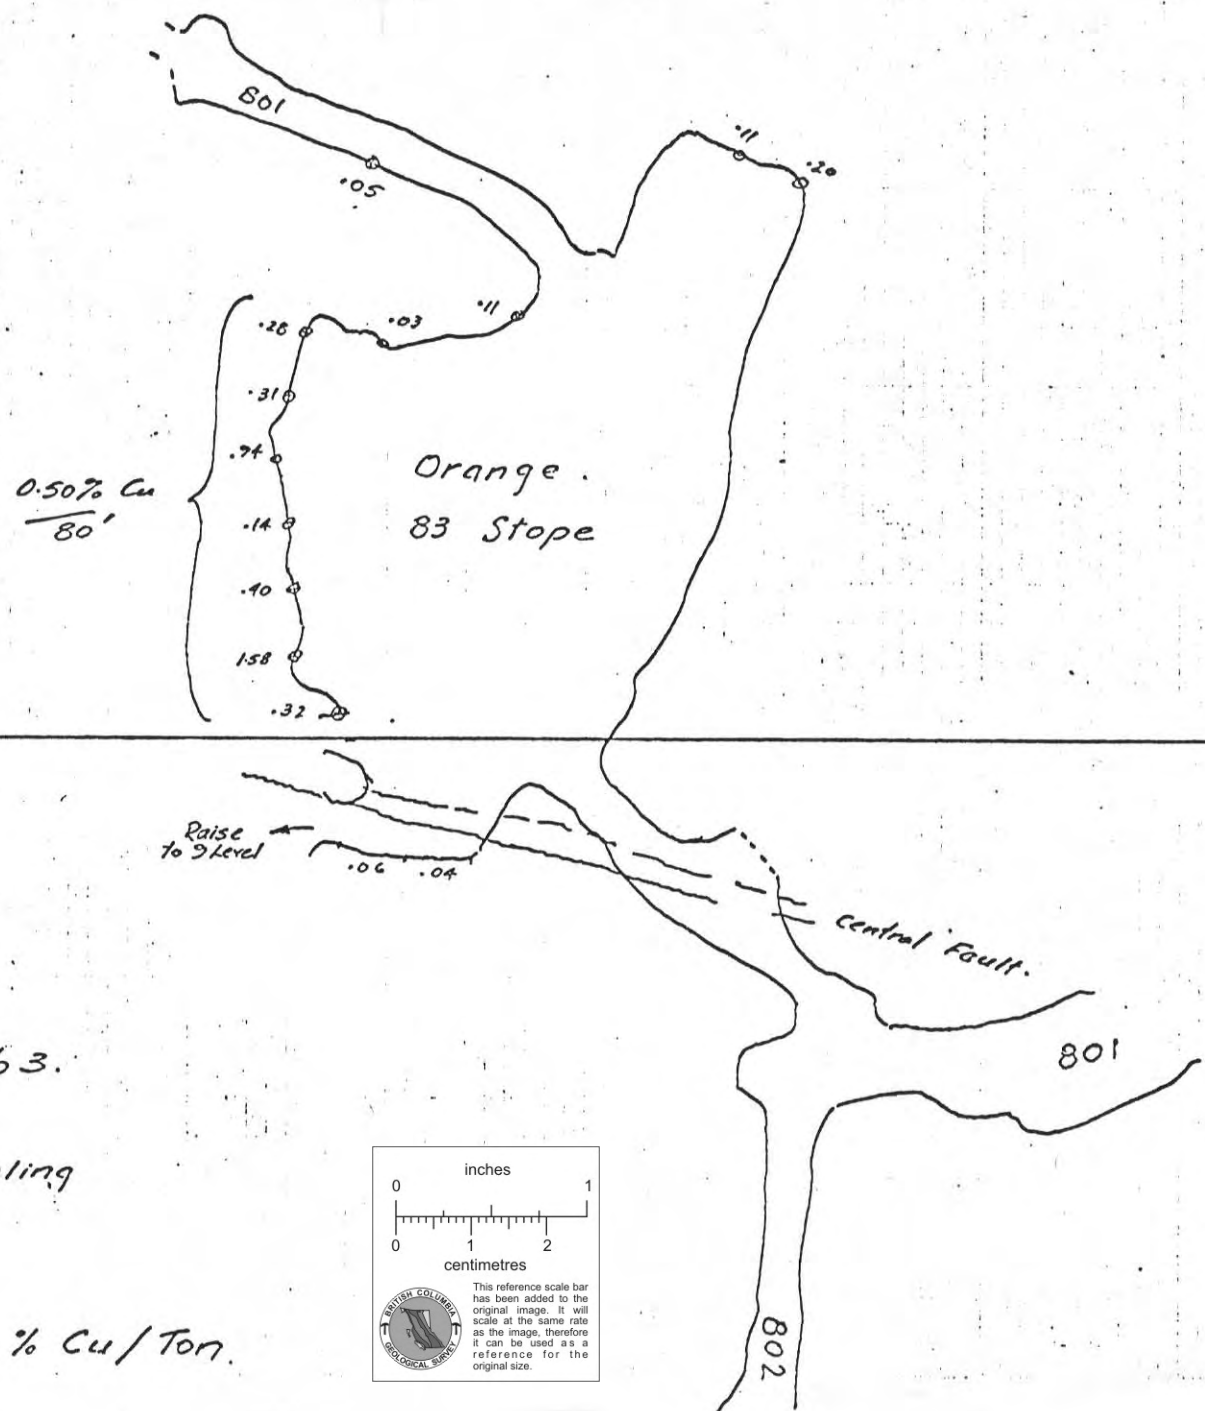 801
.11
.20
.05
.11
.28
.03
.31
.74
Orange.
0.50% Cu
80'
.14
83 Stope
.40
1.58
.32
Raise
to 9 Level
.06
.04
Central Fault.
63.
801
ling
inches
0 1
0 1 2
centimetres
BRITISH COLUMBIA
GEOLOGICAL SURVEY
This reference scale bar
has been added to the
original image. It will
scale at the same rate
as the image, therefore
it can be used as a
reference for the
original size.
% Cu / Ton.
802